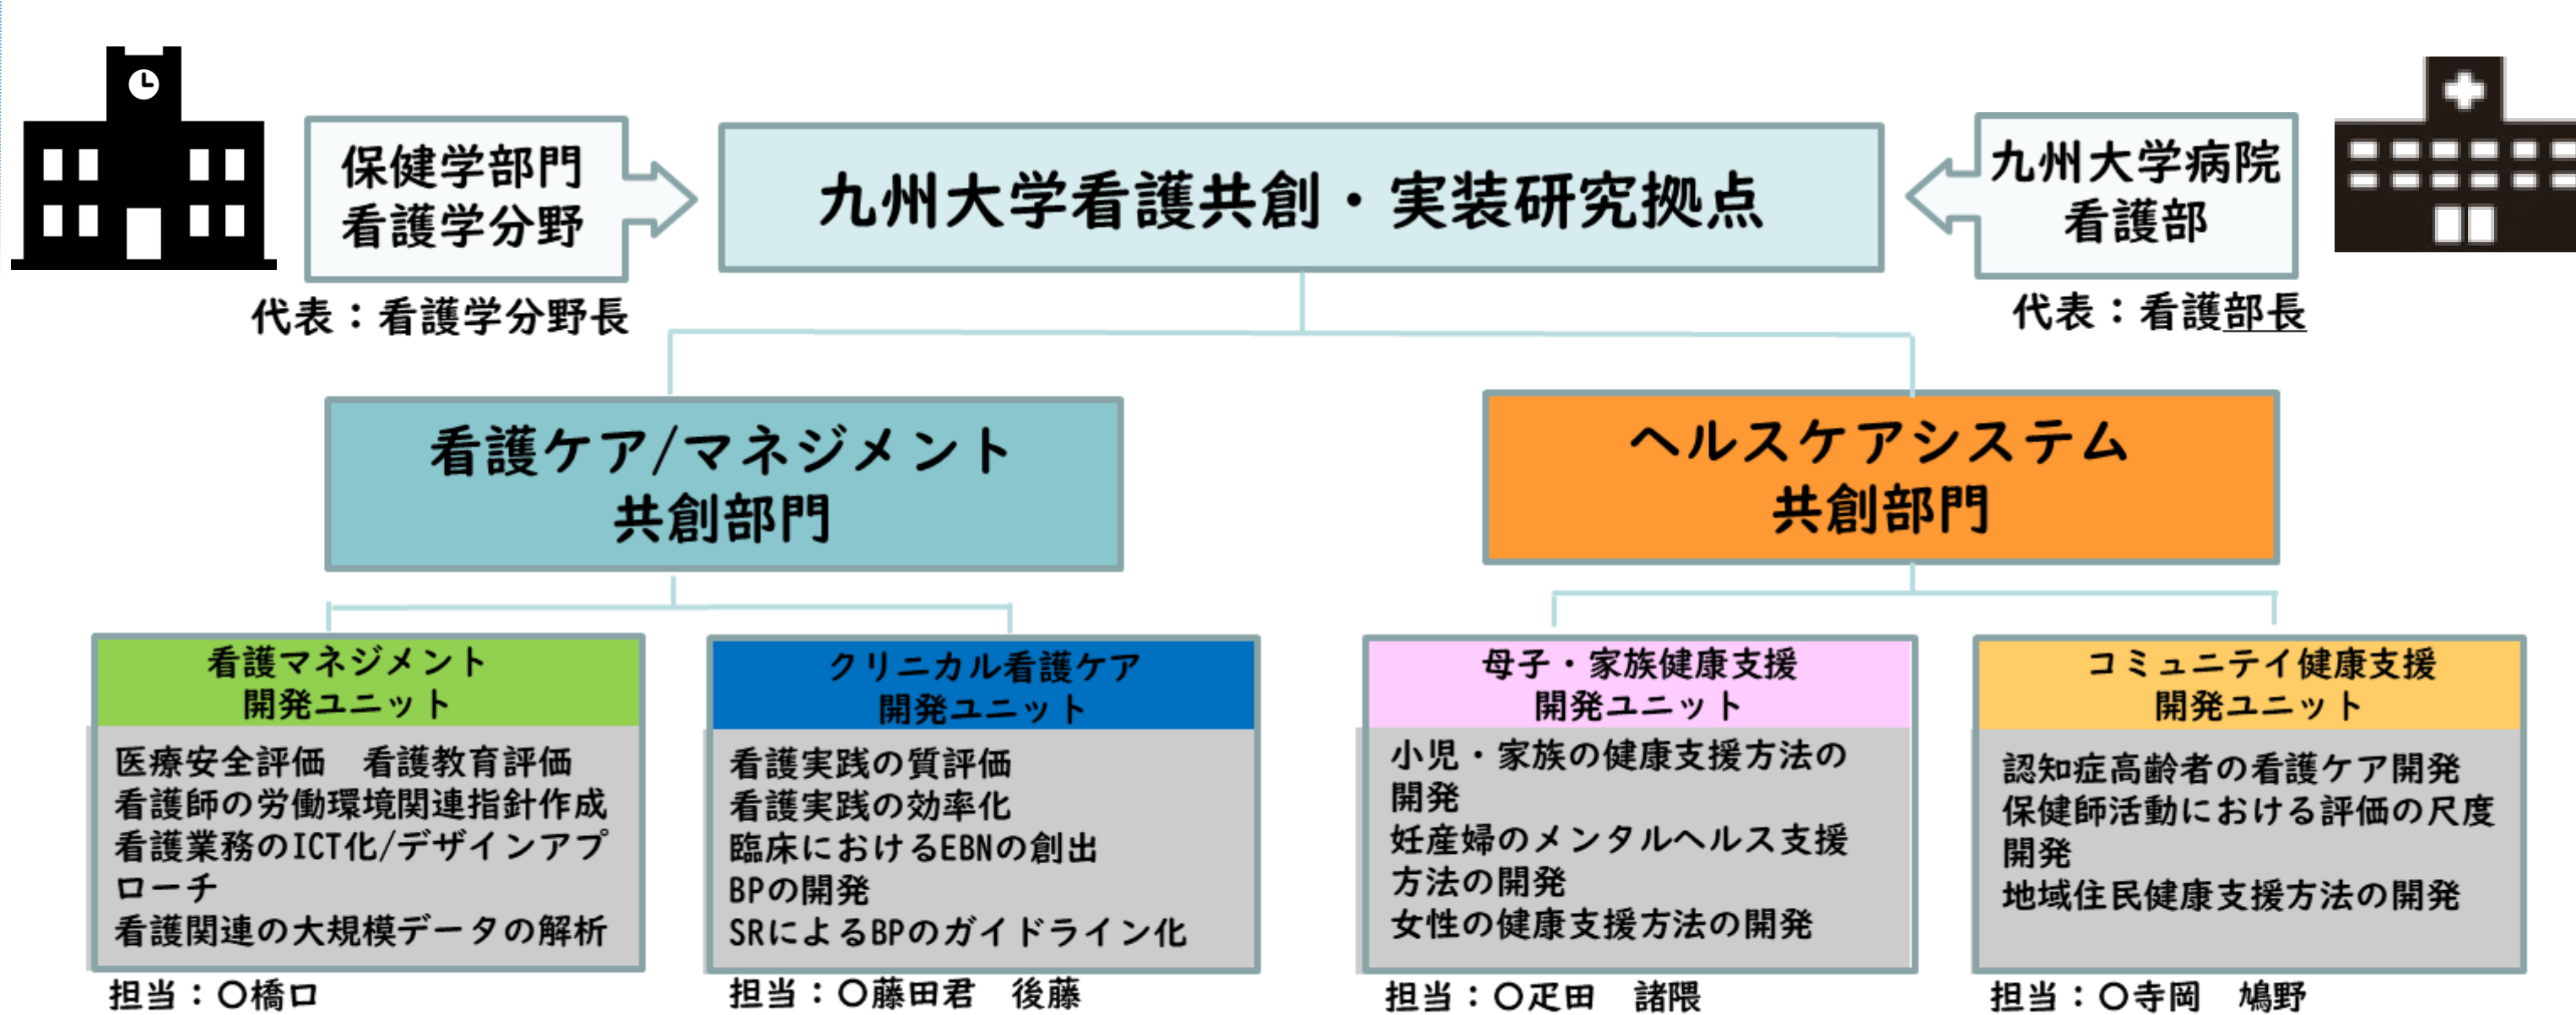 保健学部門
看護学分野
代表：看護学分野長
九州大学看護共創・実装研究拠点
九州大学病院
看護部
代表：看護部長
看護ケア/マネジメント
共創部門
ヘルスケアシステム
共創部門
看護マネジメント
開発ユニット
医療安全評価　看護教育評価
看護師の労働環境関連指針作成
看護業務のICT化/デザインアプ
ローチ
看護関連の大規模データの解析
担当：〇橋口
クリニカル看護ケア
開発ユニット
看護実践の質評価
看護実践の効率化
臨床におけるEBNの創出
BPの開発
SRによるBPのガイドライン化
担当：〇藤田君　後藤
母子・家族健康支援
開発ユニット
小児・家族の健康支援方法の
開発
妊産婦のメンタルヘルス支援
方法の開発
女性の健康支援方法の開発
担当：〇疋田　諸隈
コミュニテイ健康支援
開発ユニット
認知症高齢者の看護ケア開発
保健師活動における評価の尺度
開発
地域住民健康支援方法の開発
担当：〇寺岡　鳩野